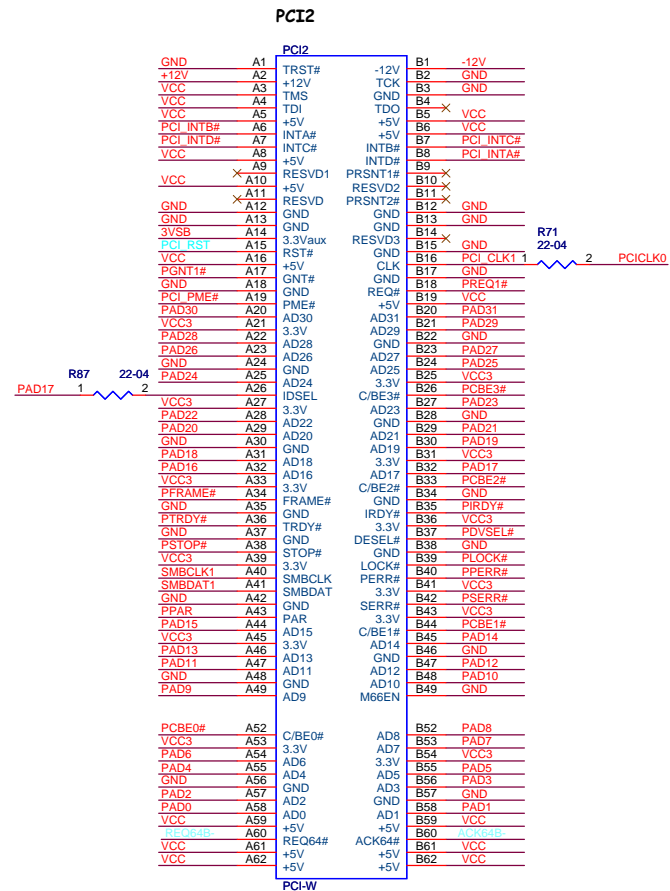 PCI2
PCI2
GND A1 TRST# -12V B1 -12V
+12V A2 +12V TCK B2 GND
VCC A3 TMS GND B3 GND
VCC A4 TDI TDO B4
VCC A5 +5V +5V B5 VCC
PCI_INTB# A6 INTA# +5V B6 VCC
PCI_INTD# A7 INTC# INTB# B7 PCI_INTC#
VCC A8 +5V INTD# B8 PCI_INTA#
A9 RESVD1 PRSNT1# B9
VCC A10 +5V RESVD2 B10
A11 RESVD PRSNT2# B11
GND A12 GND GND B12 GND
GND A13 GND GND B13 GND
3VSB A14 3.3Vaux RESVD3 B14
PCI_RST A15 RST# GND B15 GND
VCC A16 +5V CLK B16 PCI_CLK1 1 R71 22-04 2 PCICLK0
PGNT1# A17 GNT# GND B17 GND
GND A18 GND REQ# B18 PREQ1#
PCI_PME# A19 PME# +5V B19 VCC
PAD30 A20 AD30 AD31 B20 PAD31
VCC3 A21 3.3V AD29 B21 PAD29
PAD28 A22 AD28 GND B22 GND
PAD26 A23 AD26 AD27 B23 PAD27
GND A24 GND AD25 B24 PAD25
PAD24 A25 AD24 3.3V B25 VCC3
PAD17 1 R87 22-04 2 A26 IDSEL C/BE3# B26 PCBE3#
VCC3 A27 3.3V AD23 B27 PAD23
PAD22 A28 AD22 GND B28 GND
PAD20 A29 AD20 AD21 B29 PAD21
GND A30 GND AD19 B30 PAD19
PAD18 A31 AD18 3.3V B31 VCC3
PAD16 A32 AD16 AD17 B32 PAD17
VCC3 A33 3.3V C/BE2# B33 PCBE2#
PFRAME# A34 FRAME# GND B34 GND
GND A35 GND IRDY# B35 PIRDY#
PTRDY# A36 TRDY# 3.3V B36 VCC3
GND A37 GND DESEL# B37 PDVSEL#
PSTOP# A38 STOP# GND B38 GND
VCC3 A39 3.3V LOCK# B39 PLOCK#
SMBCLK1 A40 SMBCLK PERR# B40 PPERR#
SMBDAT1 A41 SMBDAT 3.3V B41 VCC3
GND A42 GND SERR# B42 PSERR#
PPAR A43 PAR 3.3V B43 VCC3
PAD15 A44 AD15 C/BE1# B44 PCBE1#
VCC3 A45 3.3V AD14 B45 PAD14
PAD13 A46 AD13 GND B46 GND
PAD11 A47 AD11 AD12 B47 PAD12
GND A48 GND AD10 B48 PAD10
PAD9 A49 AD9 M66EN B49 GND
PCBE0# A52 C/BE0# AD8 B52 PAD8
VCC3 A53 3.3V AD7 B53 PAD7
PAD6 A54 AD6 3.3V B54 VCC3
PAD4 A55 AD4 AD5 B55 PAD5
GND A56 GND AD3 B56 PAD3
PAD2 A57 AD2 GND B57 GND
PAD0 A58 AD0 AD1 B58 PAD1
VCC A59 +5V +5V B59 VCC
REQ64B- A60 REQ64# ACK64# B60 ACK64B-
VCC A61 +5V +5V B61 VCC
VCC A62 +5V +5V B62 VCC
PCI-W